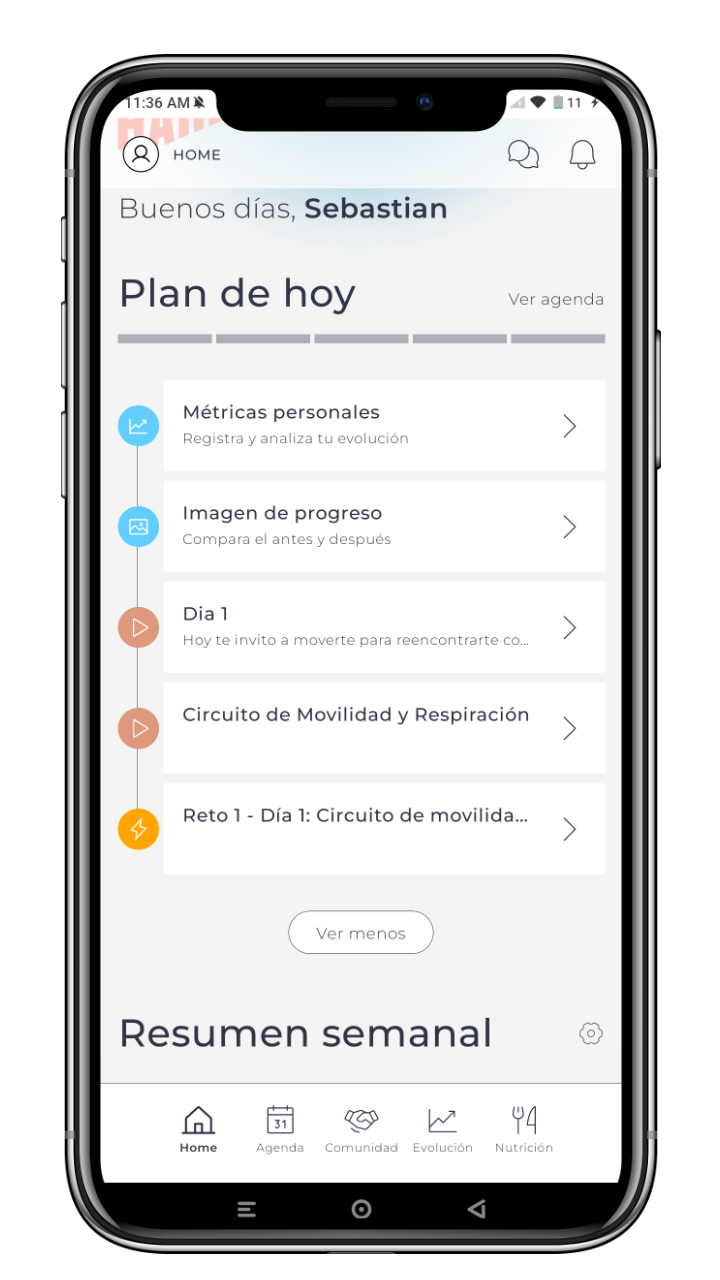 11:36 AM
11
HOME
Buenos días, Sebastian
Plan de hoy
Ver agenda
Métricas personales
Registra y analiza tu evolución
Imagen de progreso
Compara el antes y después
Dia 1
Hoy te invito a moverte para reencontrarte co...
Circuito de Movilidad y Respiración
Reto 1 - Día 1: Circuito de movilida...
Ver menos
Resumen semanal
31
Home
Agenda
Comunidad
Evolución
Nutrición